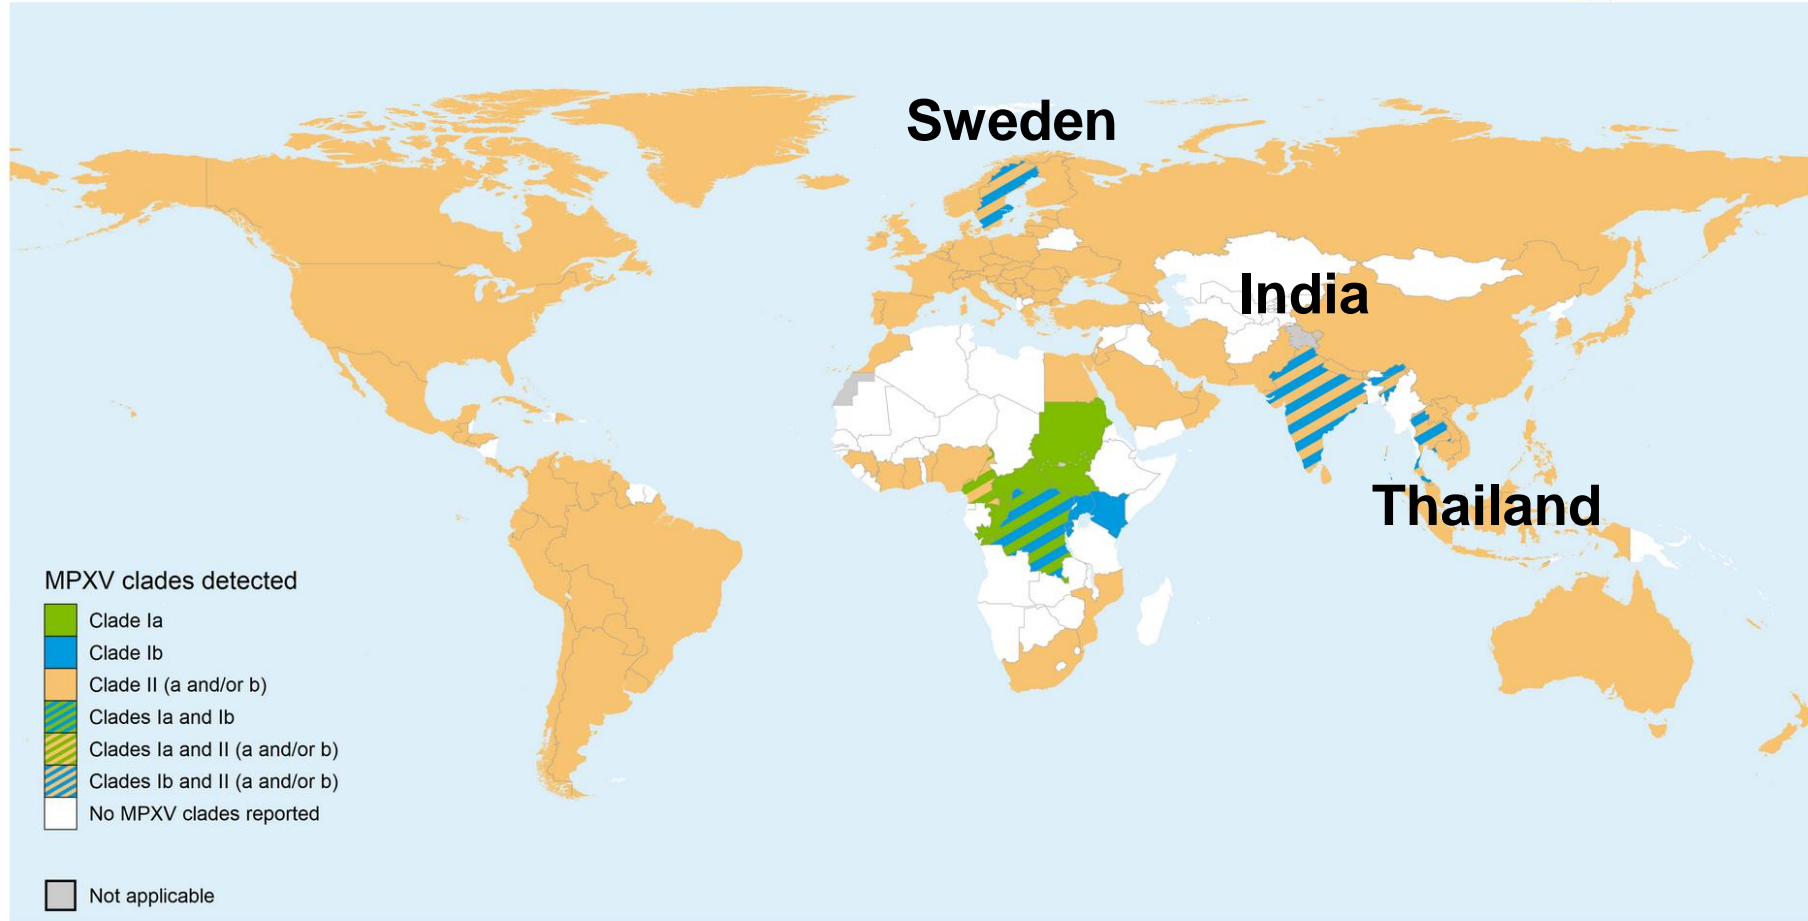 Sweden
India
Thailand
MPXV clades detected
Clade Ia
Clade Ib
Clade II (a and/or b)
Clades Ia and Ib
Clades Ia and II (a and/or b)
Clades Ib and II (a and/or b)
No MPXV clades reported
Not applicable